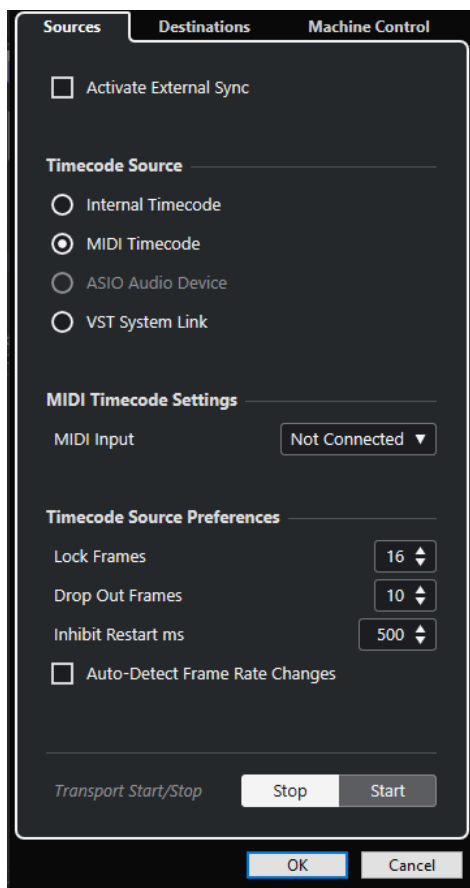 Sources Destinations Machine Control
Activate External Sync
Timecode Source
Internal Timecode
MIDI Timecode
ASIO Audio Device
VST System Link
MIDI Timecode Settings
MIDI Input Not Connected
Timecode Source Preferences
Lock Frames 16
Drop Out Frames 10
Inhibit Restart ms 500
Auto-Detect Frame Rate Changes
Transport Start/Stop Stop Start
OK Cancel